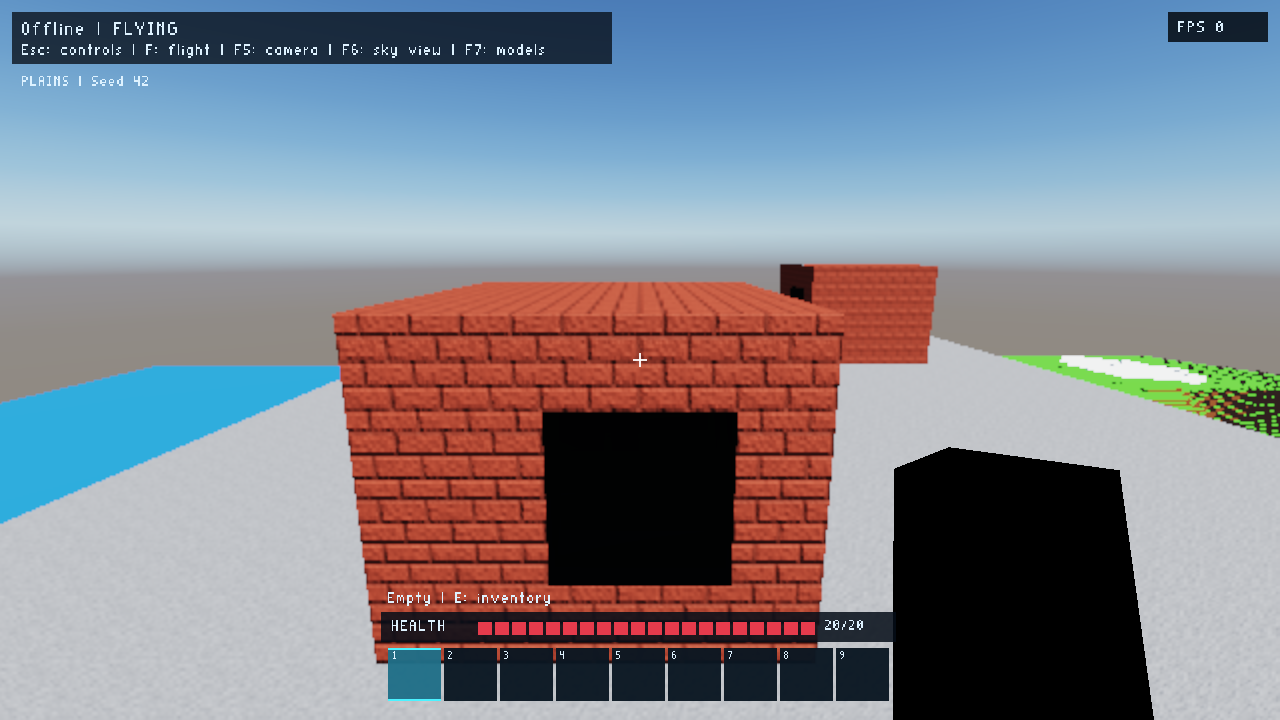 Offline | FLYING
FPS 0
Esc: controls | F: flight | F5: camera | F6: sky view | F7: models
PLAINS | Seed 42
Empty | E: inventory
HEALTH 20/20
1 2 3 4 5 6 7 8 9